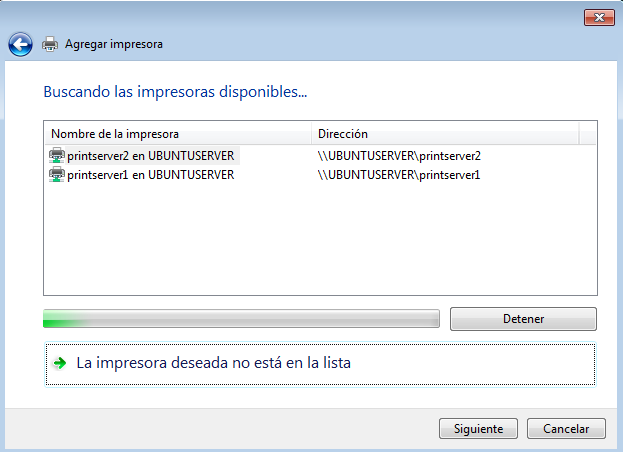 Agregar impresora
Buscando las impresoras disponibles...
Nombre de la impresora Dirección
printserver2 en UBUNTUSERVER \\UBUNTUSERVER\printserver2
printserver1 en UBUNTUSERVER \\UBUNTUSERVER\printserver1
Detener
La impresora deseada no está en la lista
Siguiente Cancelar